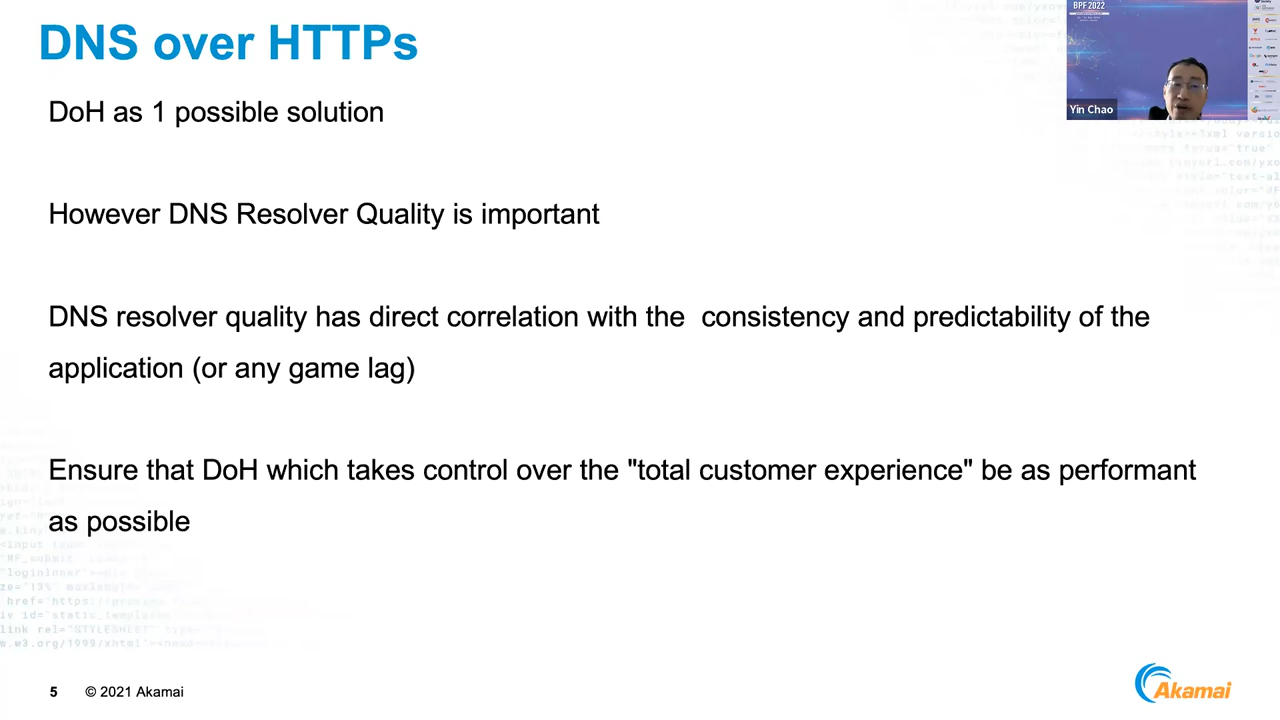 DNS over HTTPs
DoH as 1 possible solution
However DNS Resolver Quality is important
DNS resolver quality has direct correlation with the  consistency and predictability of the
application (or any game lag)
Ensure that DoH which takes control over the "total customer experience" be as performant
as possible
5
© 2021 Akamai
Akamai
BPF 2022
Yin Chao